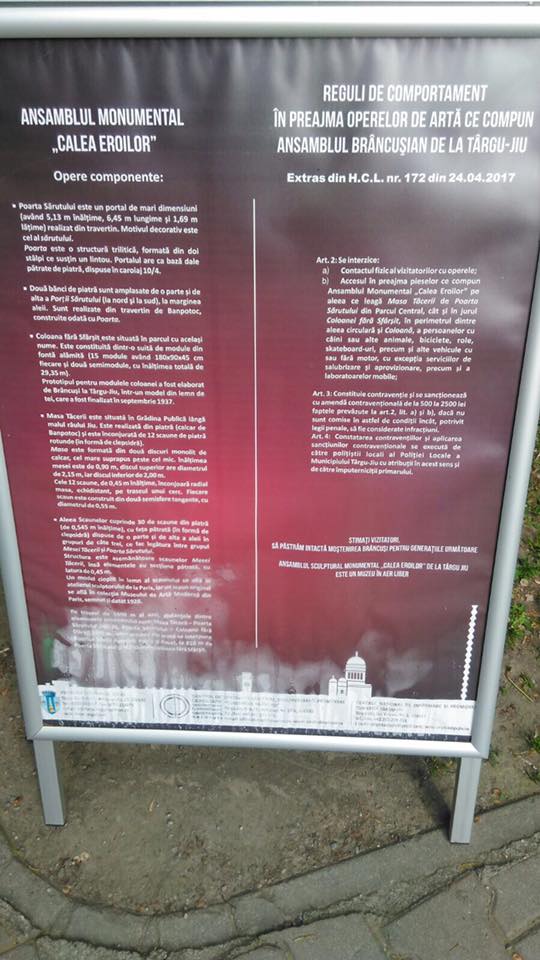 ANSAMBLUL MONUMENTAL
„CALEA EROILOR”
Opere componente:
Poarta Sărutului este un portal de mari dimensiuni
(având 5,13 m înălțime, 6,45 m lungime și 1,69 m
lățime) realizat din travertin. Motivul decorativ este
cel al sărutului.
Poarta este o structură trilitică, formată din doi
stâlpi ce susțin un lintou. Portalul are ca bază dale
pătrate de piatră, dispuse în caroiaj 10/4.
Două bănci de piatră sunt amplasate de o parte și de
alta a Porții Sărutului (la nord și la sud), la marginea
aleii. Sunt realizate din travertin de Banpotoc,
construite odată cu Poarta.
Coloana fără Sfârșit este situată în parcul cu același
nume. Este constituită dintr-o suită de module din
fontă alămită (15 module având 180x90x45 cm
fiecare și două semimodule, cu înălțimea totală de
29,35 m).
Prototipul pentru modulele coloanei a fost elaborat
de Brâncuși la Târgu-Jiu, într-un model din lemn de
tei, care a fost finalizat în septembrie 1937.
Masa Tăcerii este situată în Grădina Publică lângă
malul râului Jiu. Este realizată din piatră (calcar de
Banpotoc) și este înconjurată de 12 scaune de piatră
rotunde (în formă de clepsidră).
Masa este formată din două discuri monolit de
calcar, cel mare suprapus peste cel mic. Înălțimea
mesei este de 0,90 m, discul superior are diametrul
de 2,15 m, iar discul inferior de 2,00 m.
Cele 12 scaune, de 0,45 m înălțime, înconjoară radial
masa, echidistant, pe traseul unui cerc. Fiecare
scaun este construit din două semisfere tangente, cu
diametrul de 0,55 m.
Aleea Scaunelor cuprinde 30 de scaune din piatră
(de 0,545 m înălțime), cu fața pătrată (în formă de
clepsidră) dispuse de o parte și de alta a aleii în
grupuri de câte trei, ce fac legătura între grupul
Mesei Tăcerii și Poarta Sărutului.
Structura este asemănătoare scaunelor Mesei
Tăcerii, însă elementele au secțiune pătrată, cu
latura de 0,45 m.
Un modul cioplit în lemn al scaunului se află în
atelierul sculptorului de la Paris, iar un scaun original
se află în colecția Muzeului de Artă Modernă din
Paris, semnat și datat 1928.
REGULI DE COMPORTAMENT
ÎN PREAJMA OPERELOR DE ARTĂ CE COMPUN
ANSAMBLUL BRÂNCUȘIAN DE LA TÂRGU-JIU
Extras din H.C.L. nr. 172 din 24.04.2017
Art. 2: Se interzice:
a) Contactul fizic al vizitatorilor cu operele;
b) Accesul în preajma pieselor ce compun
Ansamblul Monumental „Calea Eroilor” pe
aleea ce leagă Masa Tăcerii de Poarta
Sărutului din Parcul Central, cât și în jurul
Coloanei fără Sfârșit, în perimetrul dintre
aleea circulară și Coloană, a persoanelor cu
câini sau alte animale, biciclete, role,
skateboard-uri, precum și alte vehicule cu
sau fără motor, cu excepția serviciilor de
salubrizare și aprovizionare, precum și a
laboratoarelor mobile;
Art. 3: Constituie contravenție și se sancționează
cu amendă contravențională de la 500 la 2500 lei
faptele prevăzute la art.2, lit. a) și b), dacă nu
sunt comise în astfel de condiții încât, potrivit
legii penale, să fie considerate infracțiuni.
Art. 4: Constatarea contravențiilor și aplicarea
sancțiunilor contravenționale se execută de
către polițiștii locali ai Poliției Locale a
Municipiului Târgu-Jiu cu atribuții în acest sens și
de către împuterniciții primarului.
STIMAȚI VIZITATORI,
SĂ PĂSTRĂM INTACTĂ MOȘTENIREA BRÂNCUȘI PENTRU GENERAȚIILE URMĂTOARE
ANSAMBLUL SCULPTURAL MONUMENTAL „CALEA EROILOR” DE LA TÂRGU JIU
ESTE UN MUZEU ÎN AER LIBER